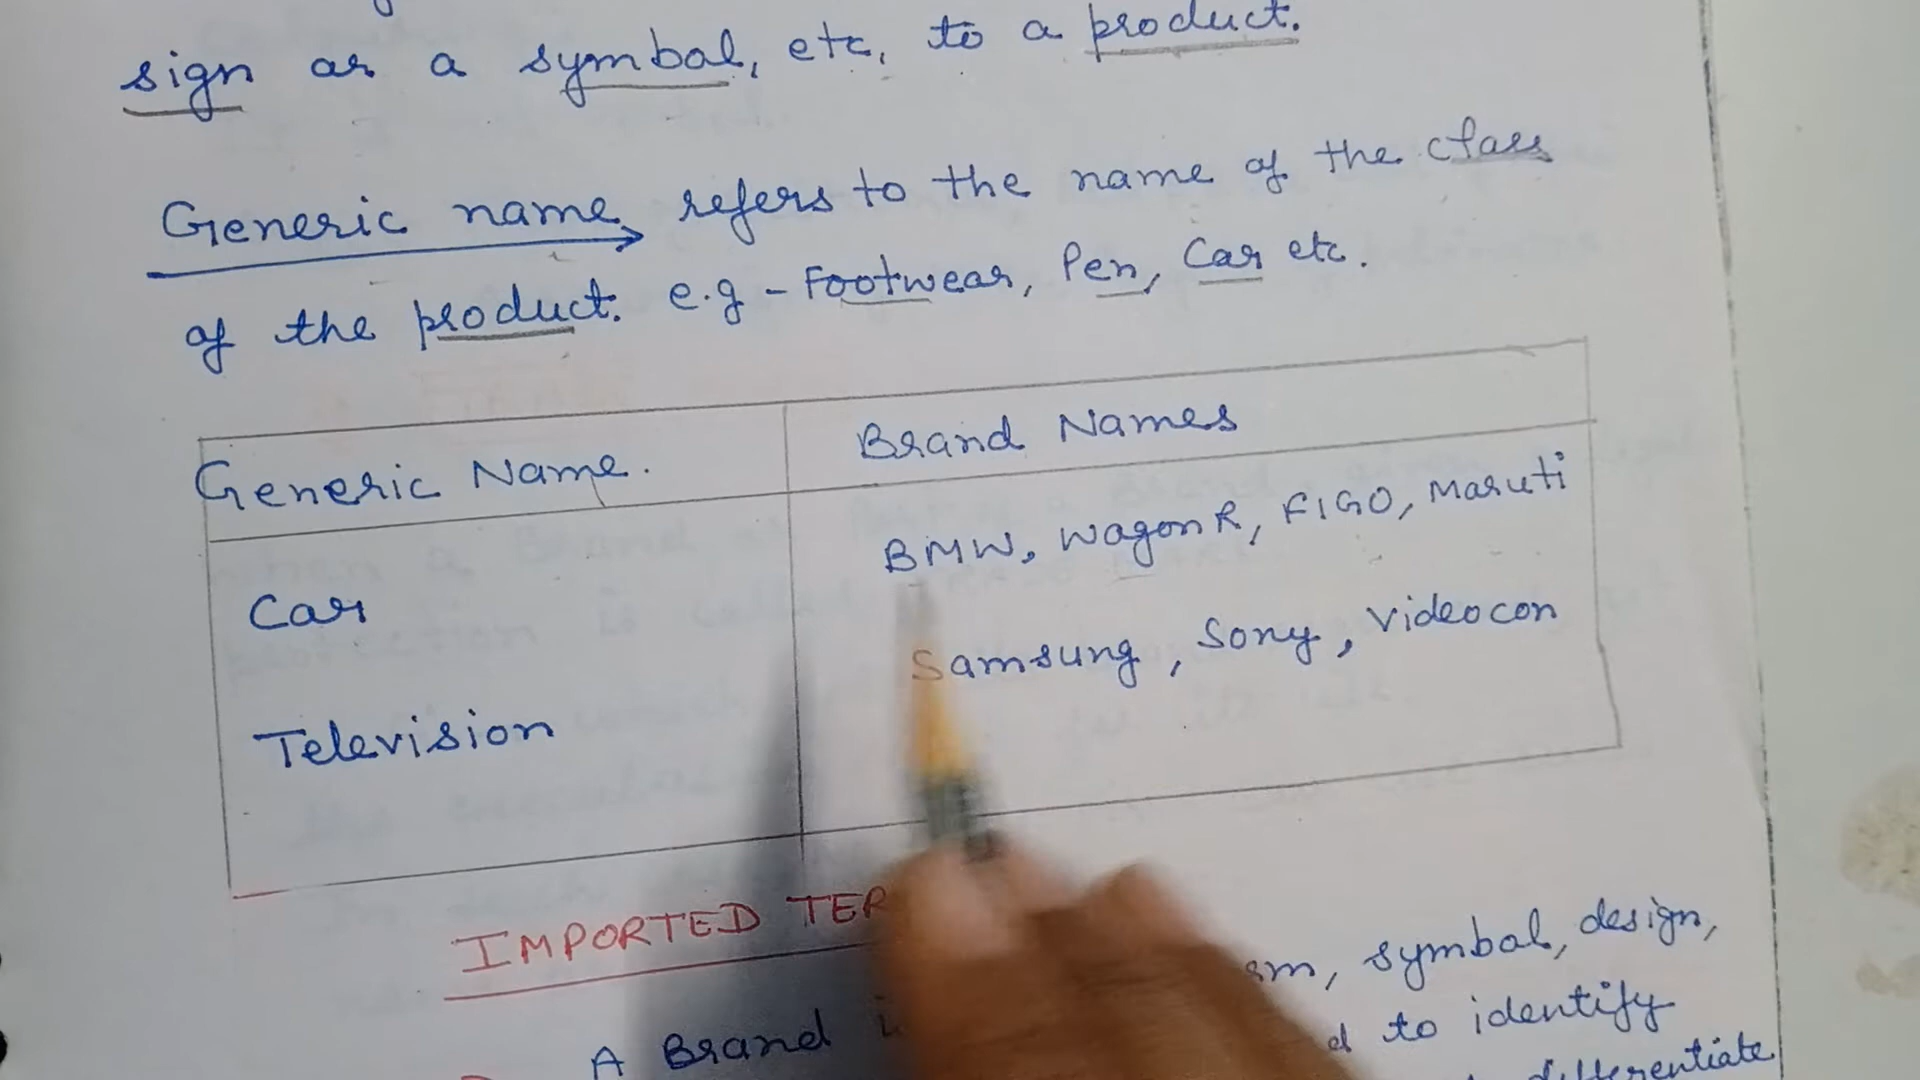 sign or a symbol, etc, to a product.
Generic name refers to the name of the class
of the product. e.g - Footwear, Pen, Car etc.
Generic Name. Brand Names
Car BMW, WagonR, FIGO, Maruti
Television Samsung, Sony, Videocon
IMPORTED TER
A Brand symbol, design,
to identify
differentiate